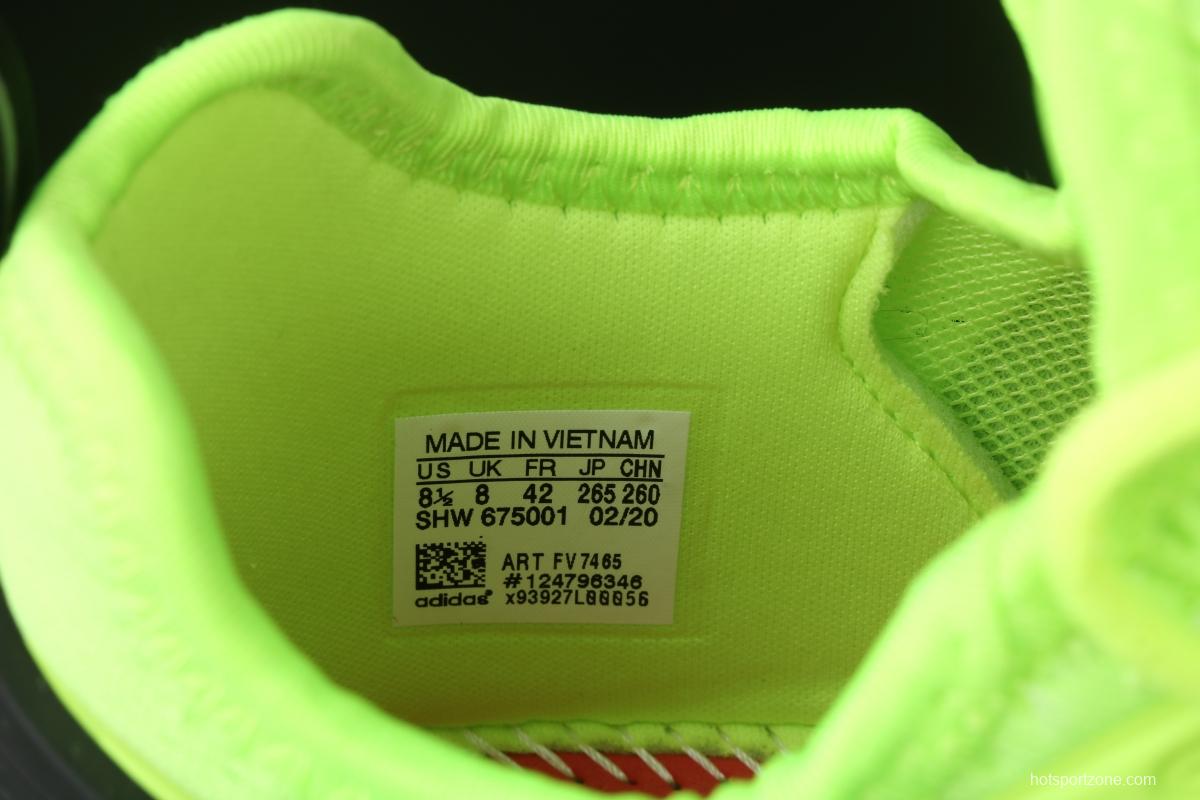 MADE IN VIETNAM
US UK FR JP CHN
8½ 8 42 265 260
SHW 675001 02/20
ART FV7465
#124796346
adidas® x93927L00056
hotsportzone.com